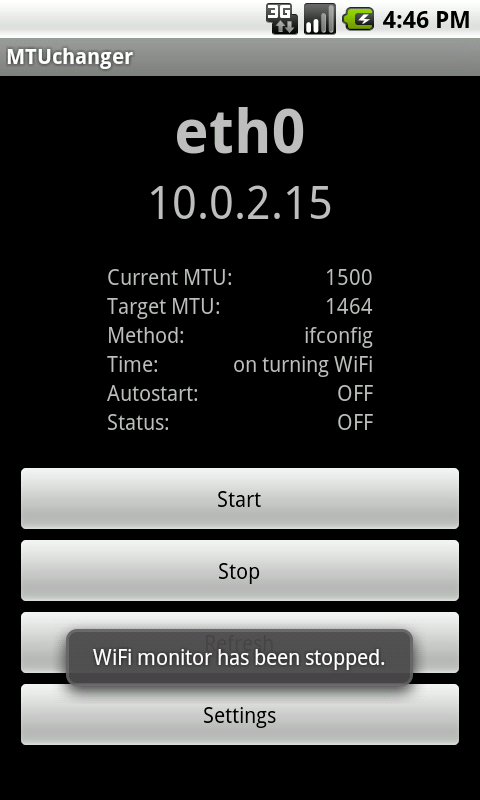 3G 4:46 PM
MTUchanger
eth0
10.0.2.15
Current MTU: 1500
Target MTU: 1464
Method: ifconfig
Time: on turning WiFi
Autostart: OFF
Status: OFF
Start
Stop
Refresh
WiFi monitor has been stopped.
Settings